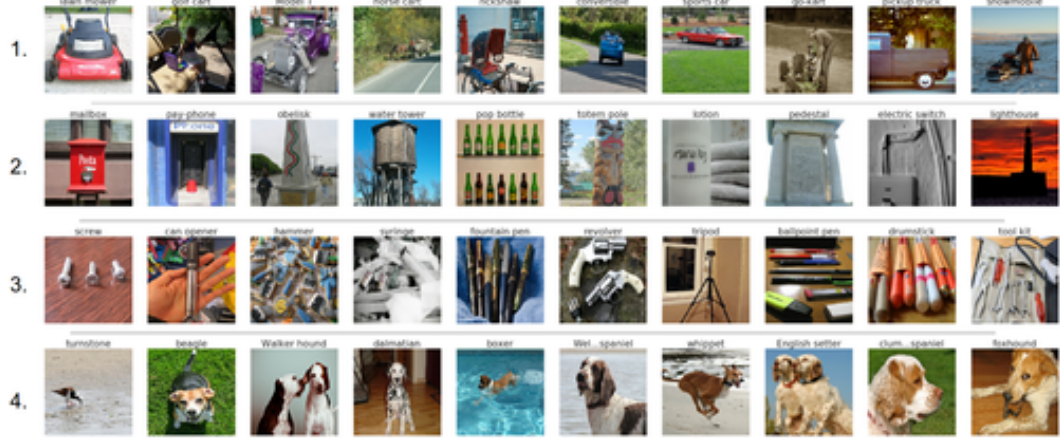 lawn mower golf cart Model T horse cart rickshaw convertible sports car go-kart pickup truck snowmobile
1.
mailbox pay-phone obelisk water tower pop bottle totem pole lotion pedestal electric switch lighthouse
2.
Posta
screw can opener hammer syringe fountain pen revolver tripod ballpoint pen drumstick tool kit
3.
turnstone beagle Walker hound dalmatian boxer Wel...spaniel whippet English setter clum...spaniel foxhound
4.